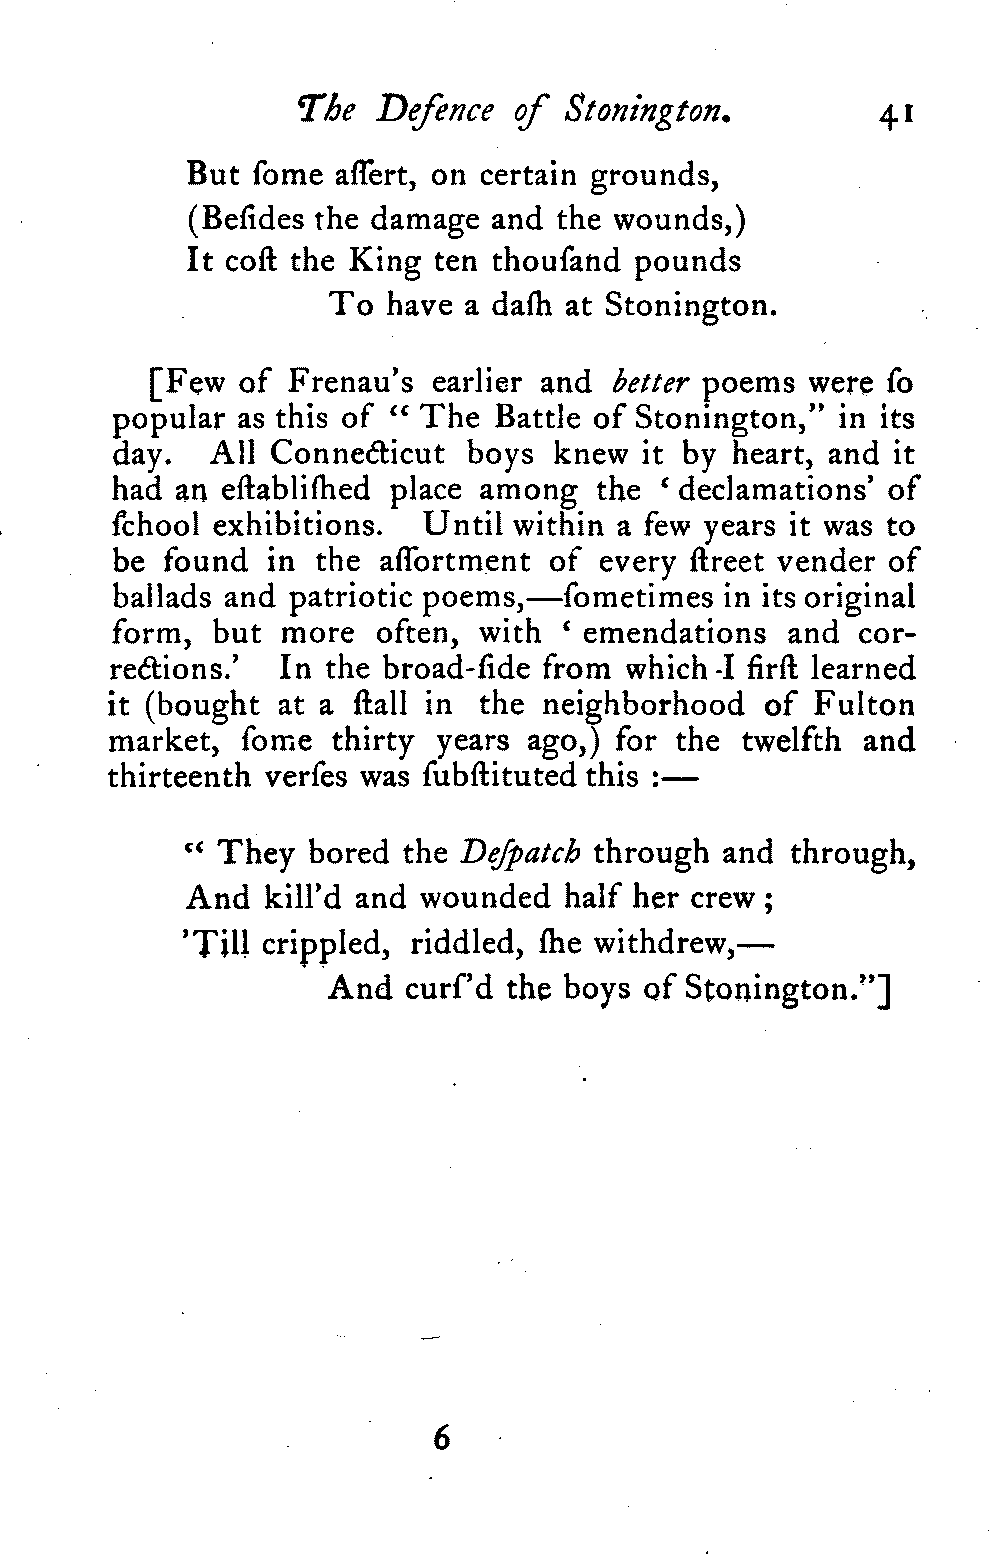 The Defence of Stonington. 41
But ſome aſſert, on certain grounds,
(Beſides the damage and the wounds,)
It coſt the King ten thouſand pounds
To have a daſh at Stonington.
[Few of Frenau's earlier and better poems were ſo
popular as this of “ The Battle of Stonington,” in its
day. All Connecticut boys knew it by heart, and it
had an eſtabliſhed place among the ‘ declamations’ of
ſchool exhibitions. Until within a few years it was to
be found in the aſſortment of every ſtreet vender of
ballads and patriotic poems,—ſometimes in its original
form, but more often, with ‘ emendations and cor-
rections.’ In the broad-ſide from which I firſt learned
it (bought at a ſtall in the neighborhood of Fulton
market, ſome thirty years ago,) for the twelfth and
thirteenth verſes was ſubſtituted this :—
“ They bored the Deſpatch through and through,
And kill'd and wounded half her crew ;
'Till crippled, riddled, ſhe withdrew,—
And curſ'd the boys of Stonington.”]
6